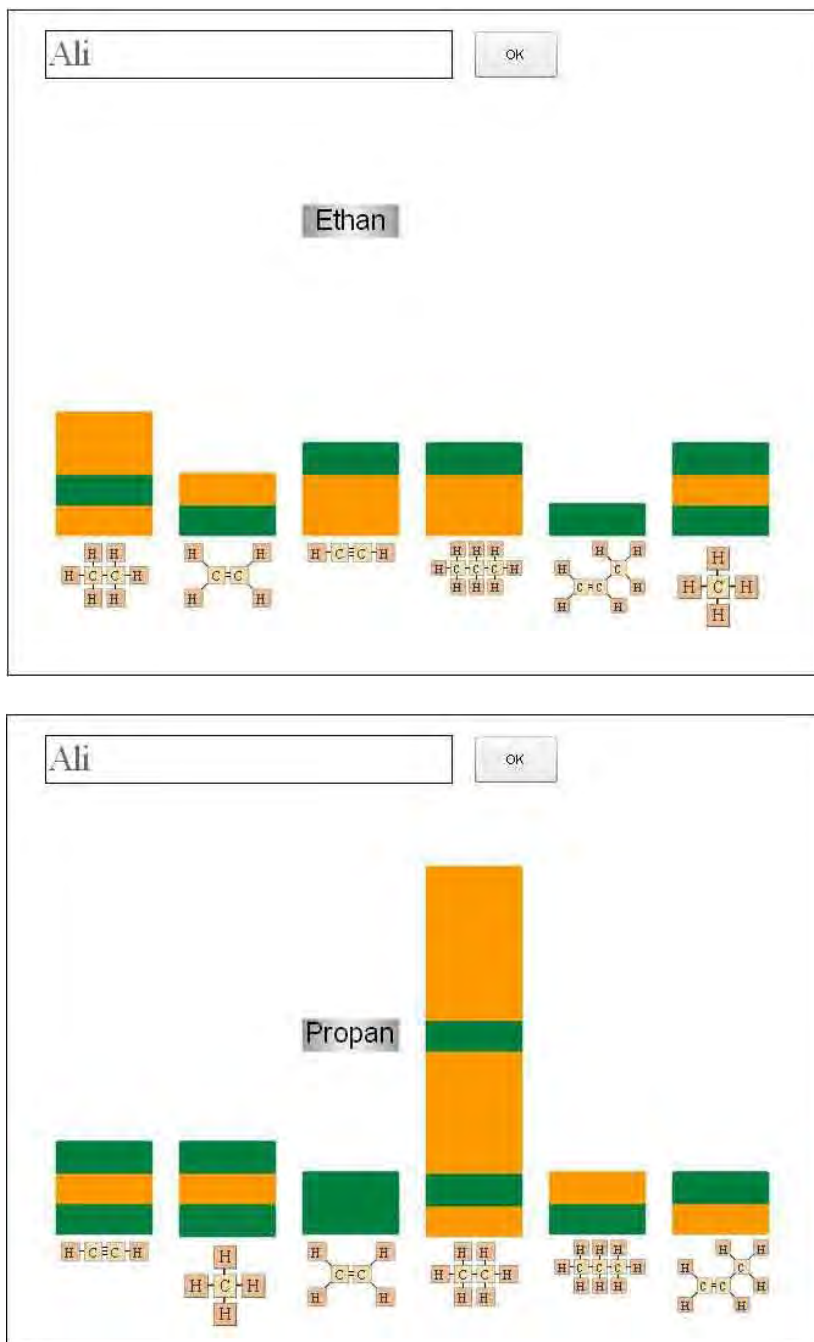 Ali
OK
Ethan
H H
H-C-C-H
H H
H H
C=C
H H
H-C≡C-H
H H H
H-C-C-C-H
H H H
H H
H C
C=C H
H H
H
H-C-H
H
Ali
OK
Propan
H-C≡C-H
H
H-C-H
H
H H
C=C
H H
H H
H-C-C-H
H H
H H H
H-C-C-C-H
H H H
H H
H C
C=C H
H H